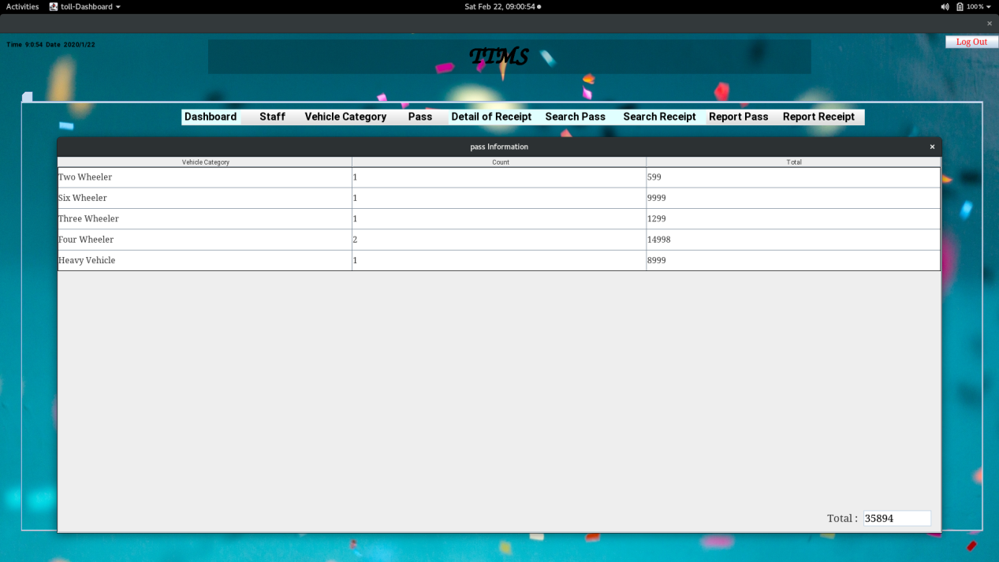 Activities toll-Dashboard Sat Feb 22, 09:00:54 100%
Time 9:0:54 Date 2020/1/22
TTMS
Log Out
Dashboard Staff Vehicle Category Pass Detail of Receipt Search Pass Search Receipt Report Pass Report Receipt
pass Information
Vehicle Category Count Total
Two Wheeler 1 599
Six Wheeler 1 9999
Three Wheeler 1 1299
Four Wheeler 2 14998
Heavy Vehicle 1 8999
Total : 35894